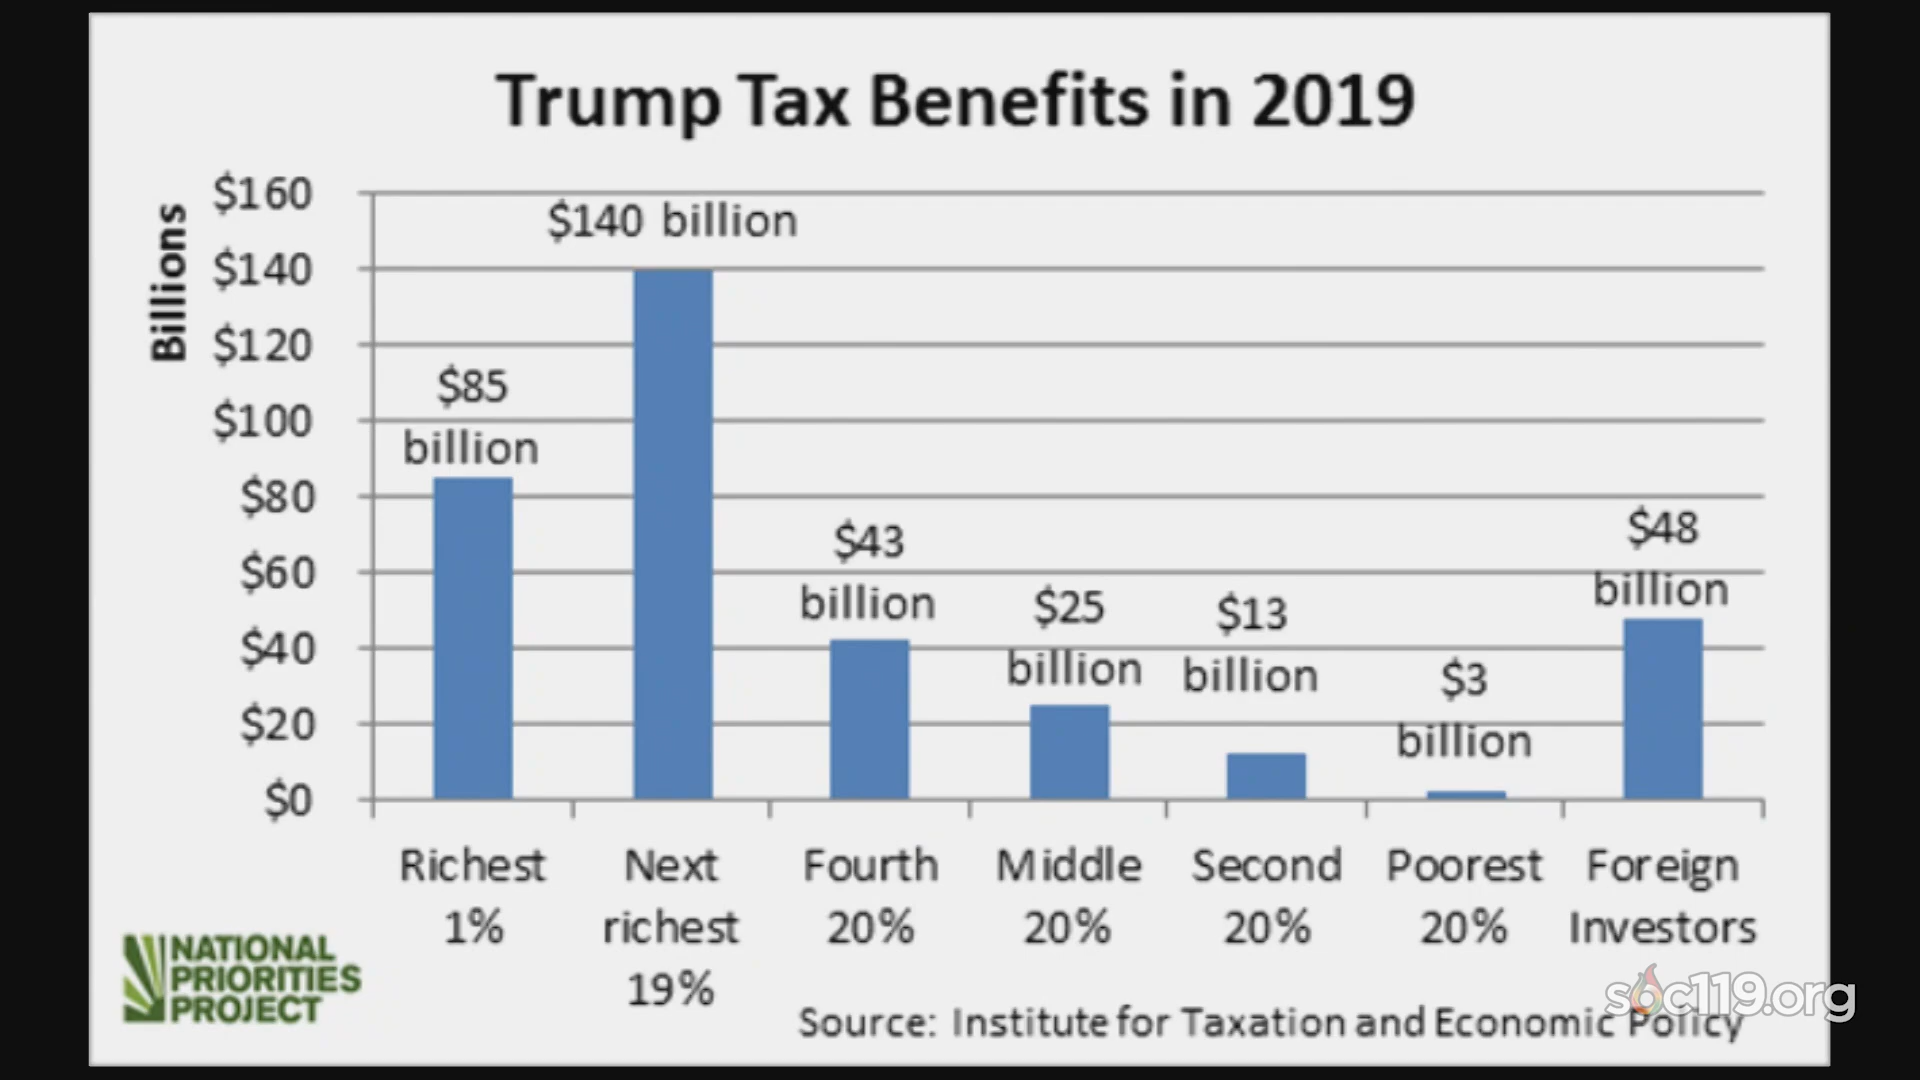 Trump Tax Benefits in 2019
Billions
$160
$140
$120
$100
$80
$60
$40
$20
$0
$85
billion
$140 billion
$43
billion
$25
billion
$13
billion
$3
billion
$48
billion
Richest
1%
Next
richest
19%
Fourth
20%
Middle
20%
Second
20%
Poorest
20%
Foreign
Investors
NATIONAL
PRIORITIES
PROJECT
Source: Institute for Taxation and Economic Policy
soc119.org